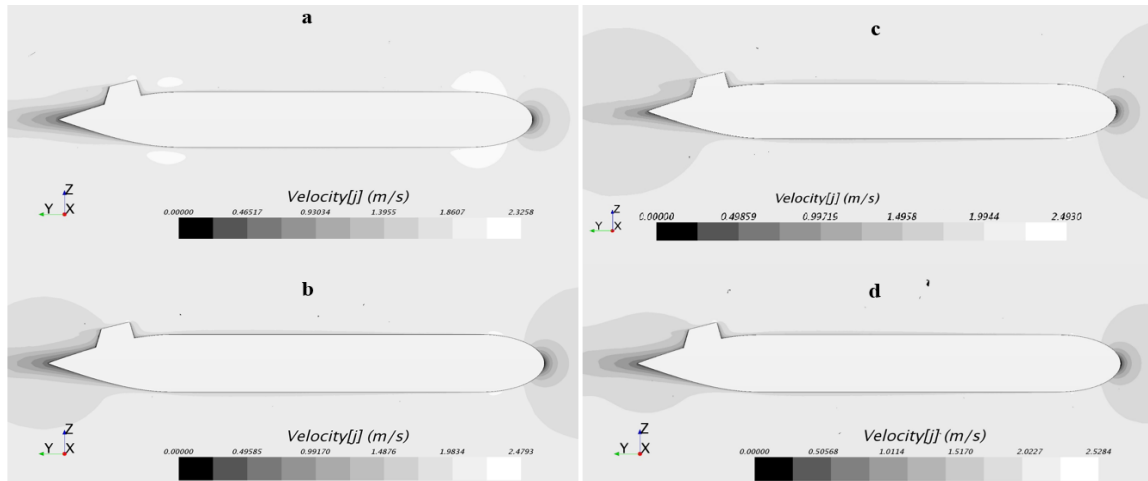 a
Z
Y X
Velocity[j] (m/s)
0.00000 0.46517 0.93034 1.3955 1.8607 2.3258
b
Z
Y X
Velocity[j] (m/s)
0.00000 0.49585 0.99170 1.4876 1.9834 2.4793
c
Z
Y X
Velocity[j] (m/s)
0.00000 0.49859 0.99716 1.4958 1.9944 2.4930
d
Z
Y X
Velocity[j] (m/s)
0.00000 0.50568 1.0114 1.5170 2.0227 2.5284